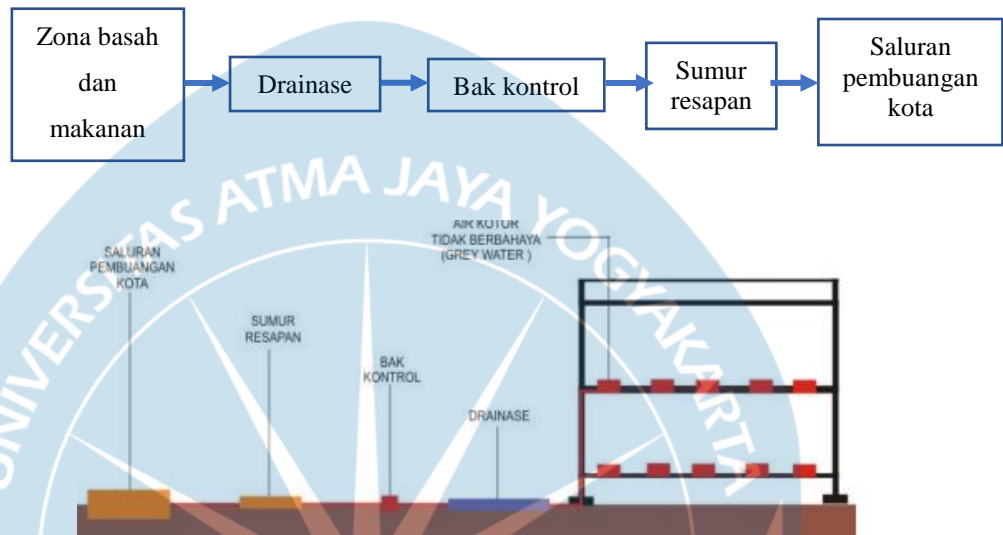 Zona basah
dan
makanan
Drainase
Bak kontrol
Sumur
resapan
Saluran
pembuangan
kota
UNIVERSITAS ATMA JAYA YOGYAKARTA
AIR KOTOR
TIDAK BERBAHAYA
(GREY WATER )
SALURAN
PEMBUANGAN
KOTA
SUMUR
RESAPAN
BAK
KONTROL
DRAINASE